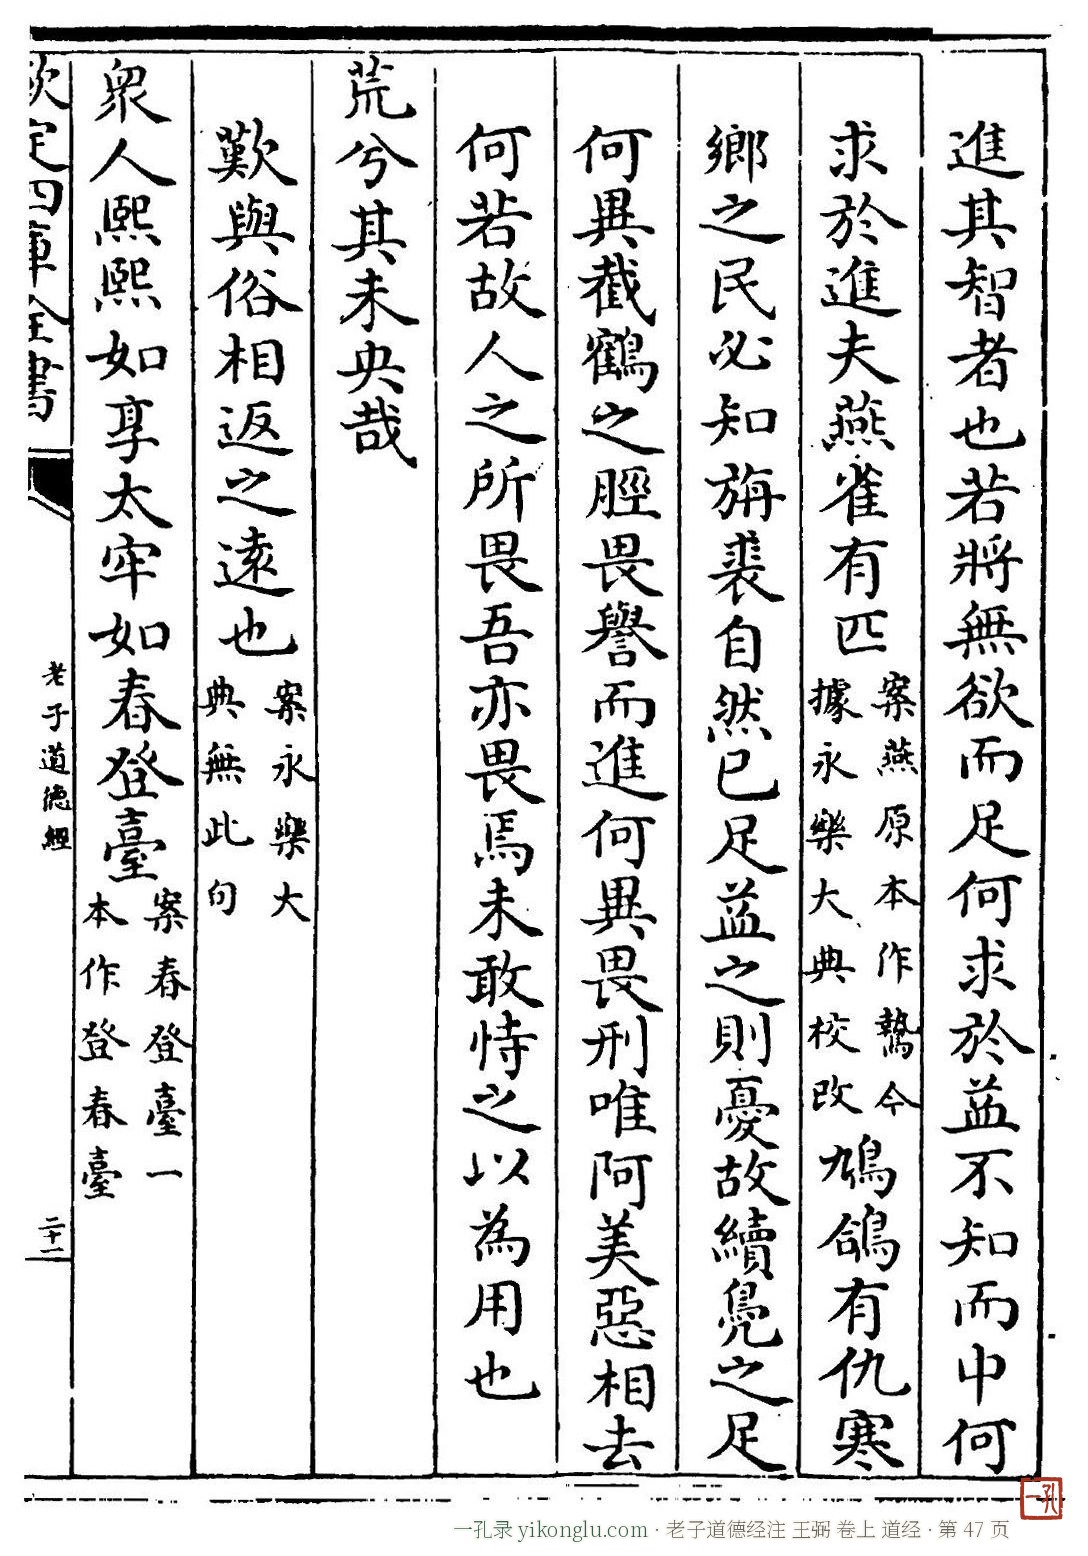 進其智者也若將無欲而足何求於益不知而中何
求於進夫燕雀有匹案燕原本作鷙今據永樂大典校改鳩鴿有仇寒
鄉之民必知旃裘自然已足益之則憂故續鳧之足
何異截鶴之脛畏譽而進何異畏刑唯阿美惡相去
何若故人之所畏吾亦畏焉未敢恃之以為用也
荒兮其未央哉
歎與俗相返之遠也案永樂大典無此句
衆人熙熙如享太牢如春登臺案春登臺一本作登春臺
欽定四庫全書
老子道德經
二十一
一孔
一孔录 yikonglu.com · 老子道德经注 王弼 卷上 道经 · 第 47 页